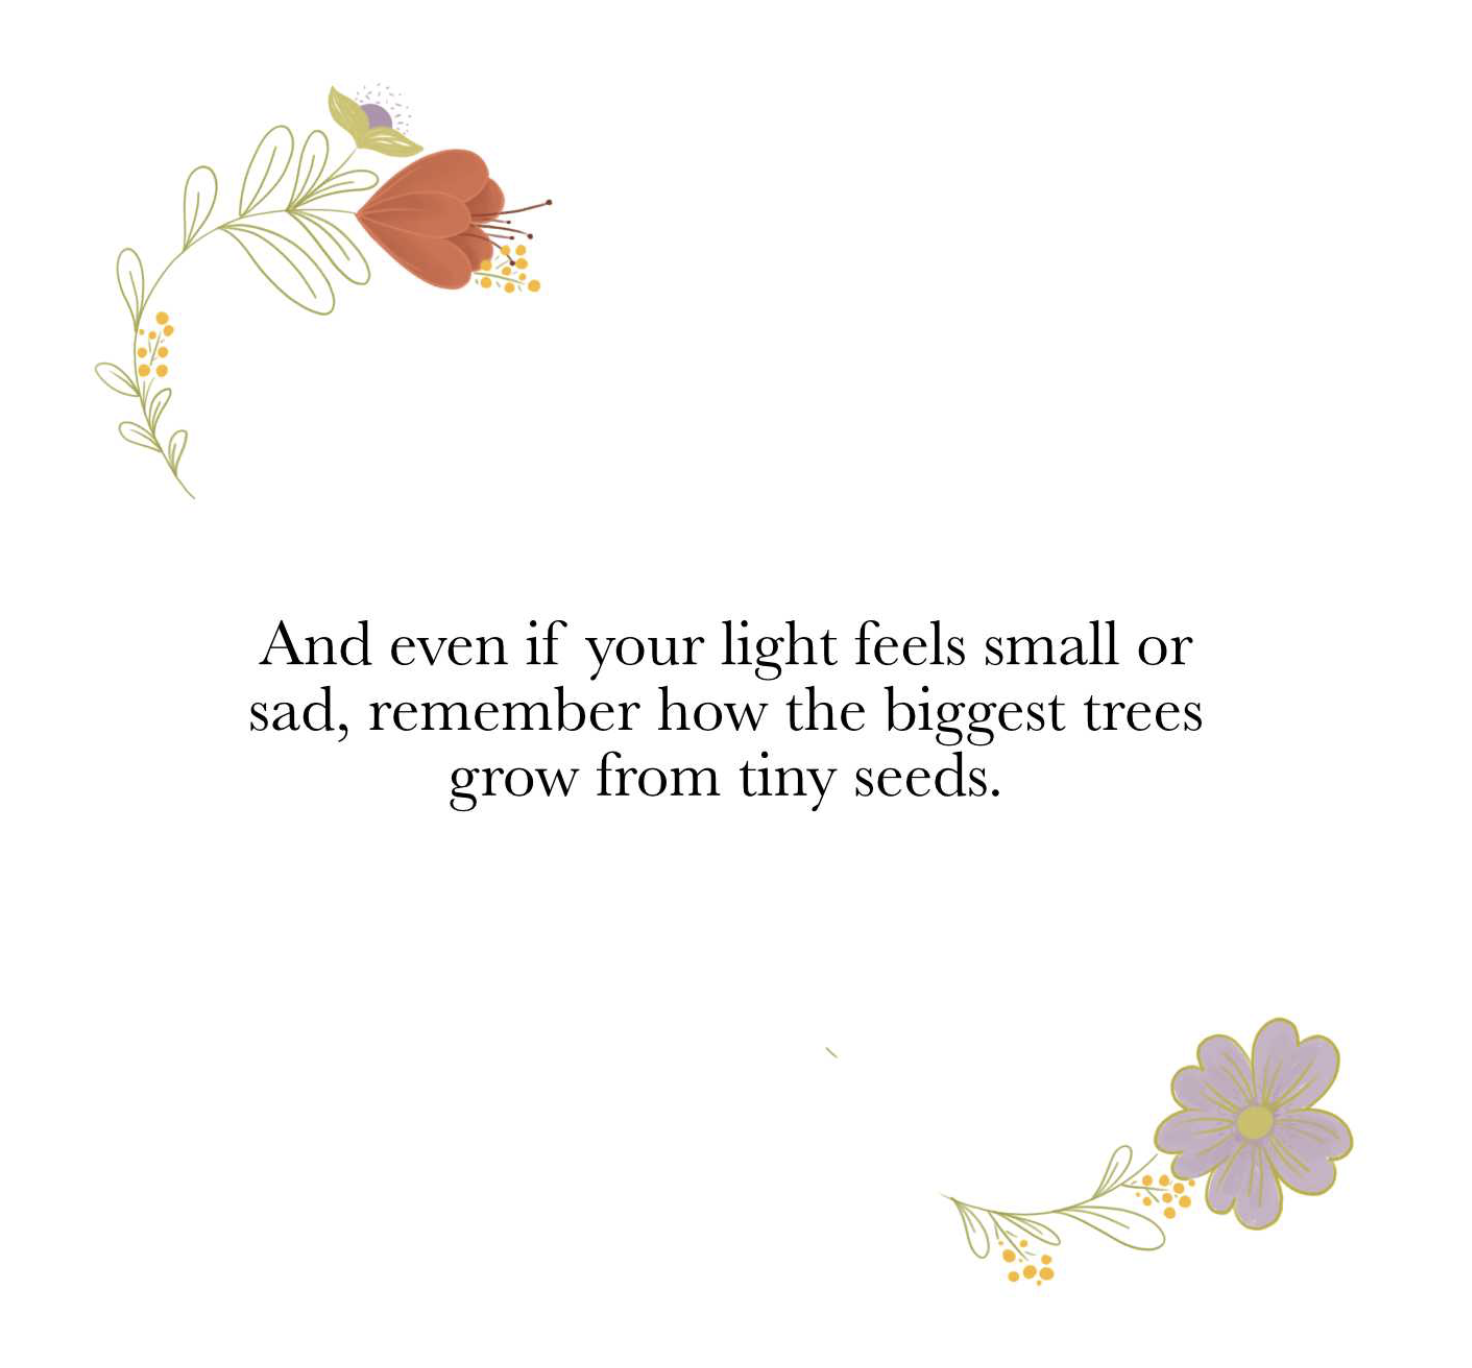 And even if your light feels small or
sad, remember how the biggest trees
grow from tiny seeds.